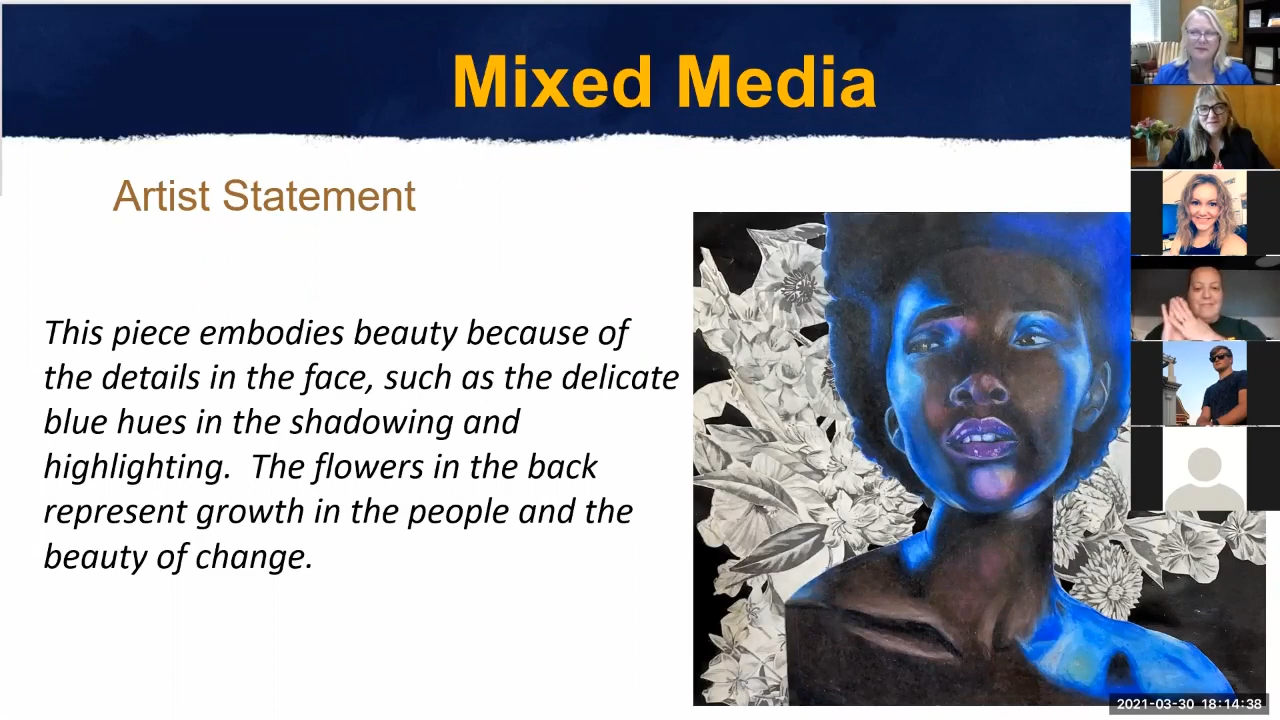 Mixed Media
Artist Statement
This piece embodies beauty because of
the details in the face, such as the delicate
blue hues in the shadowing and
highlighting.  The flowers in the back
represent growth in the people and the
beauty of change.
2021-03-30  18:14:38